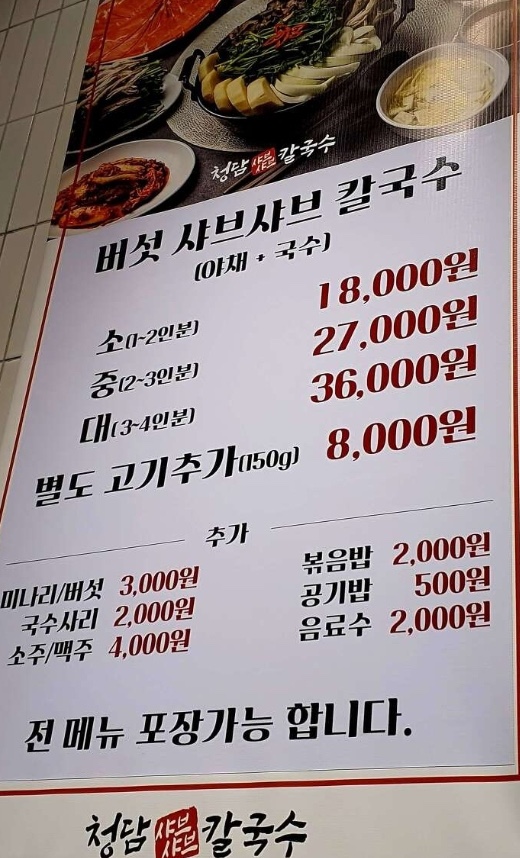 청담 샤브샤브 칼국수
버섯 샤브샤브 칼국수
(야채 + 국수)
소(1~2인분) 18,000원
중(2~3인분) 27,000원
대(3~4인분) 36,000원
별도 고기추가(150g) 8,000원
추가
미나리/버섯 3,000원
국수사리 2,000원
소주/맥주 4,000원
볶음밥 2,000원
공기밥 500원
음료수 2,000원
전 메뉴 포장가능 합니다.
청담 샤브샤브 칼국수